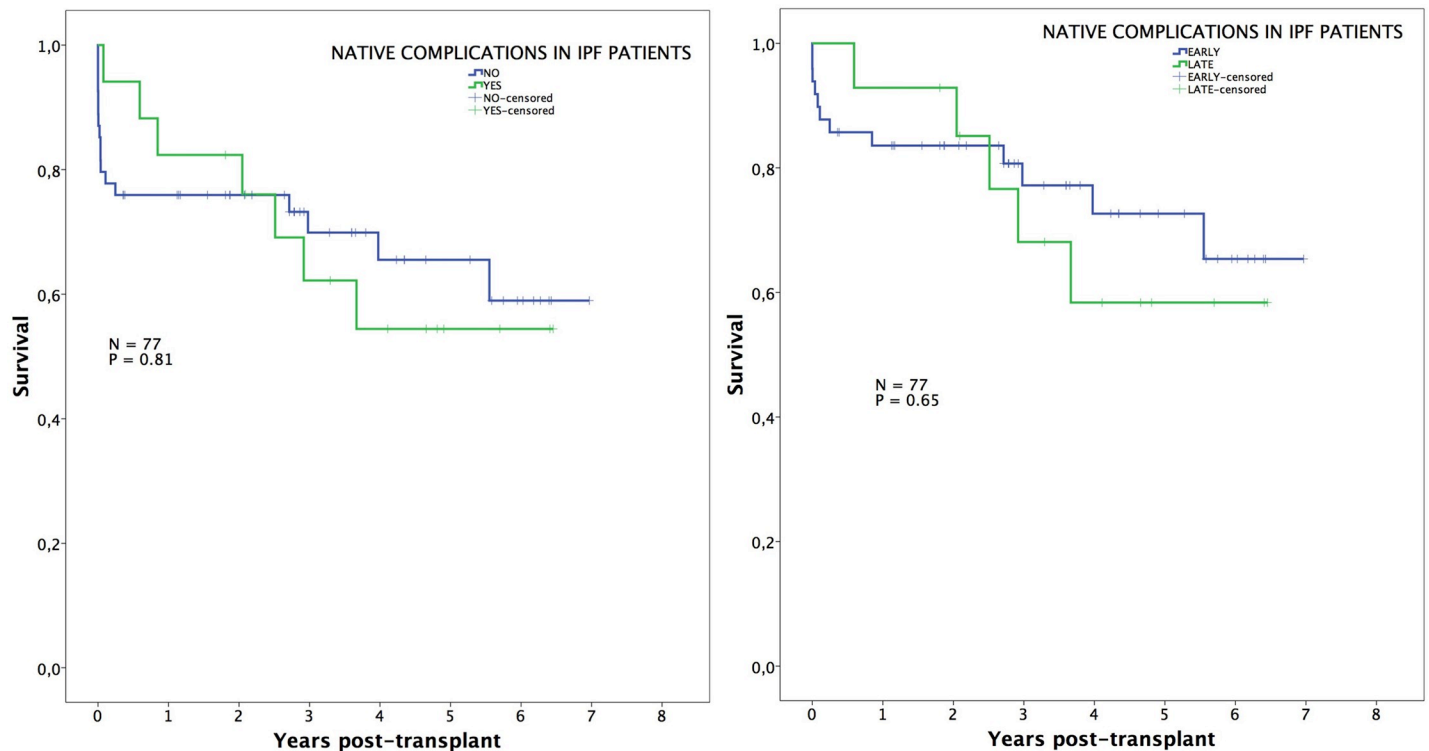 NATIVE COMPLICATIONS IN IPF PATIENTS
NO
YES
NO-censored
YES-censored
1,0
0,8
0,6
0,4
0,2
0,0
Survival
N = 77
P = 0.81
0 1 2 3 4 5 6 7 8
Years post-transplant
NATIVE COMPLICATIONS IN IPF PATIENTS
EARLY
LATE
EARLY-censored
LATE-censored
1,0
0,8
0,6
0,4
0,2
0,0
Survival
N = 77
P = 0.65
0 1 2 3 4 5 6 7 8
Years post-transplant